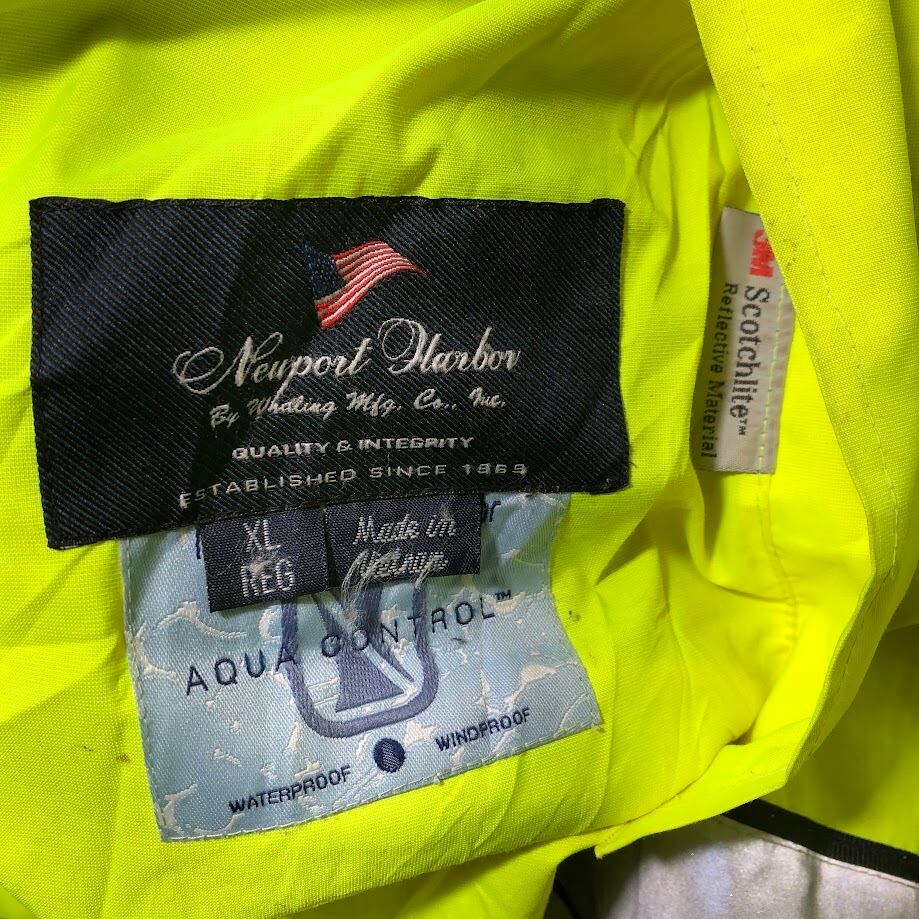 Newport Harbor
By Whaling Mfg. Co., Inc.
QUALITY & INTEGRITY
ESTABLISHED SINCE 1969
XL
REG
Made in
AQUA CONTROL™
WATERPROOF
WINDPROOF
3M Scotchlite™
Reflective Material